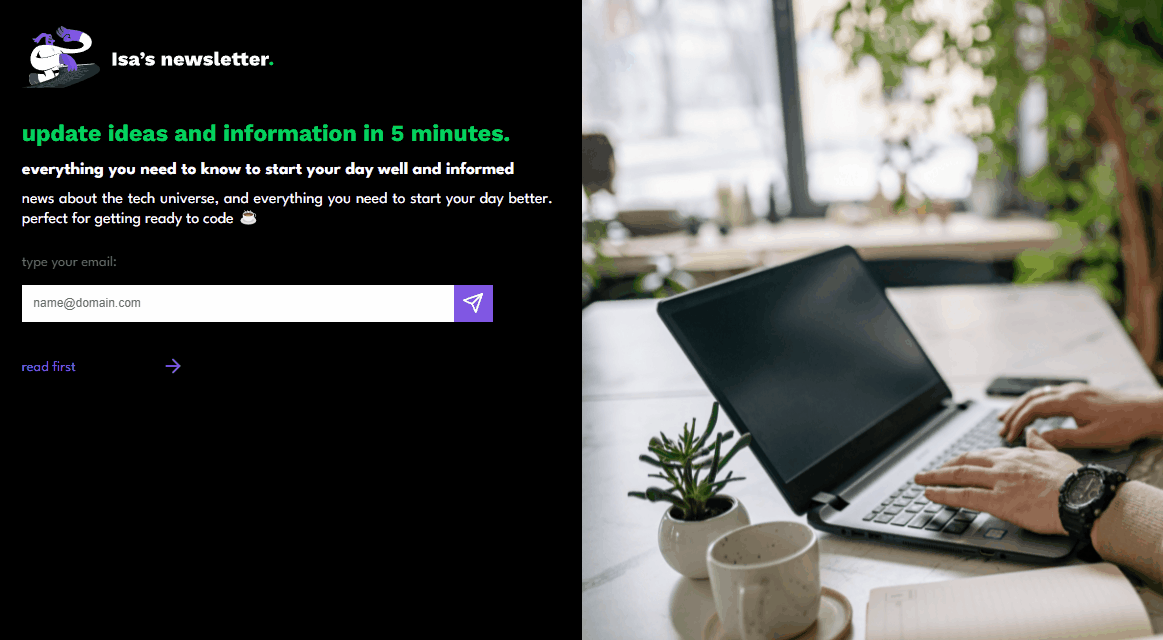 Isa’s newsletter.
update ideas and information in 5 minutes.
everything you need to know to start your day well and informed
news about the tech universe, and everything you need to start your day better.
perfect for getting ready to code ☕
type your email:
name@domain.com
read first